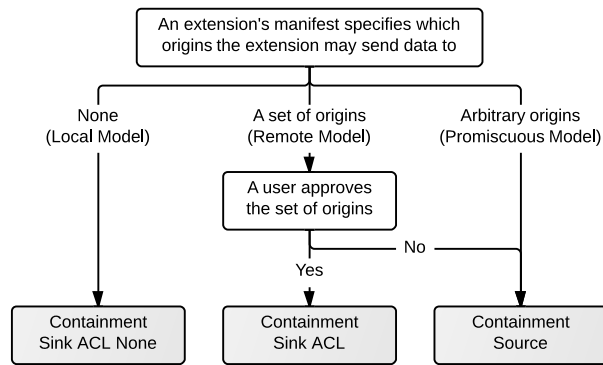 An extension's manifest specifies which
origins the extension may send data to
None
(Local Model)
A set of origins
(Remote Model)
Arbitrary origins
(Promiscuous Model)
A user approves
the set of origins
No
Yes
Containment
Sink ACL None
Containment
Sink ACL
Containment
Source